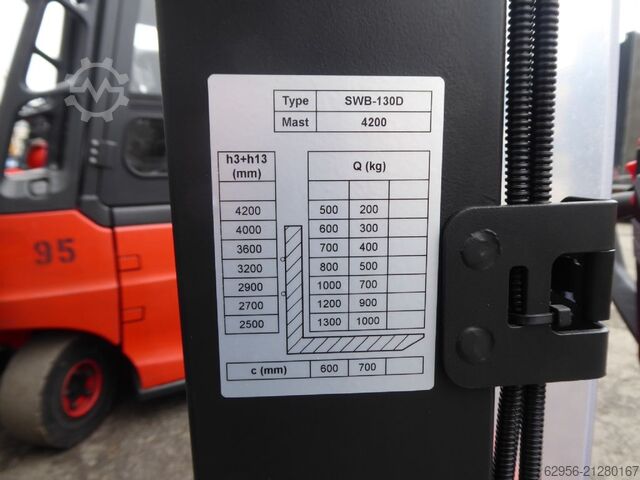 Type SWB-130D
Mast 4200
h3+h13 (mm) Q (kg)
4200 500 200
4000 600 300
3600 700 400
3200 800 500
2900 1000 700
2700 1200 900
2500 1300 1000
c (mm) 600 700
95
62956-21280167